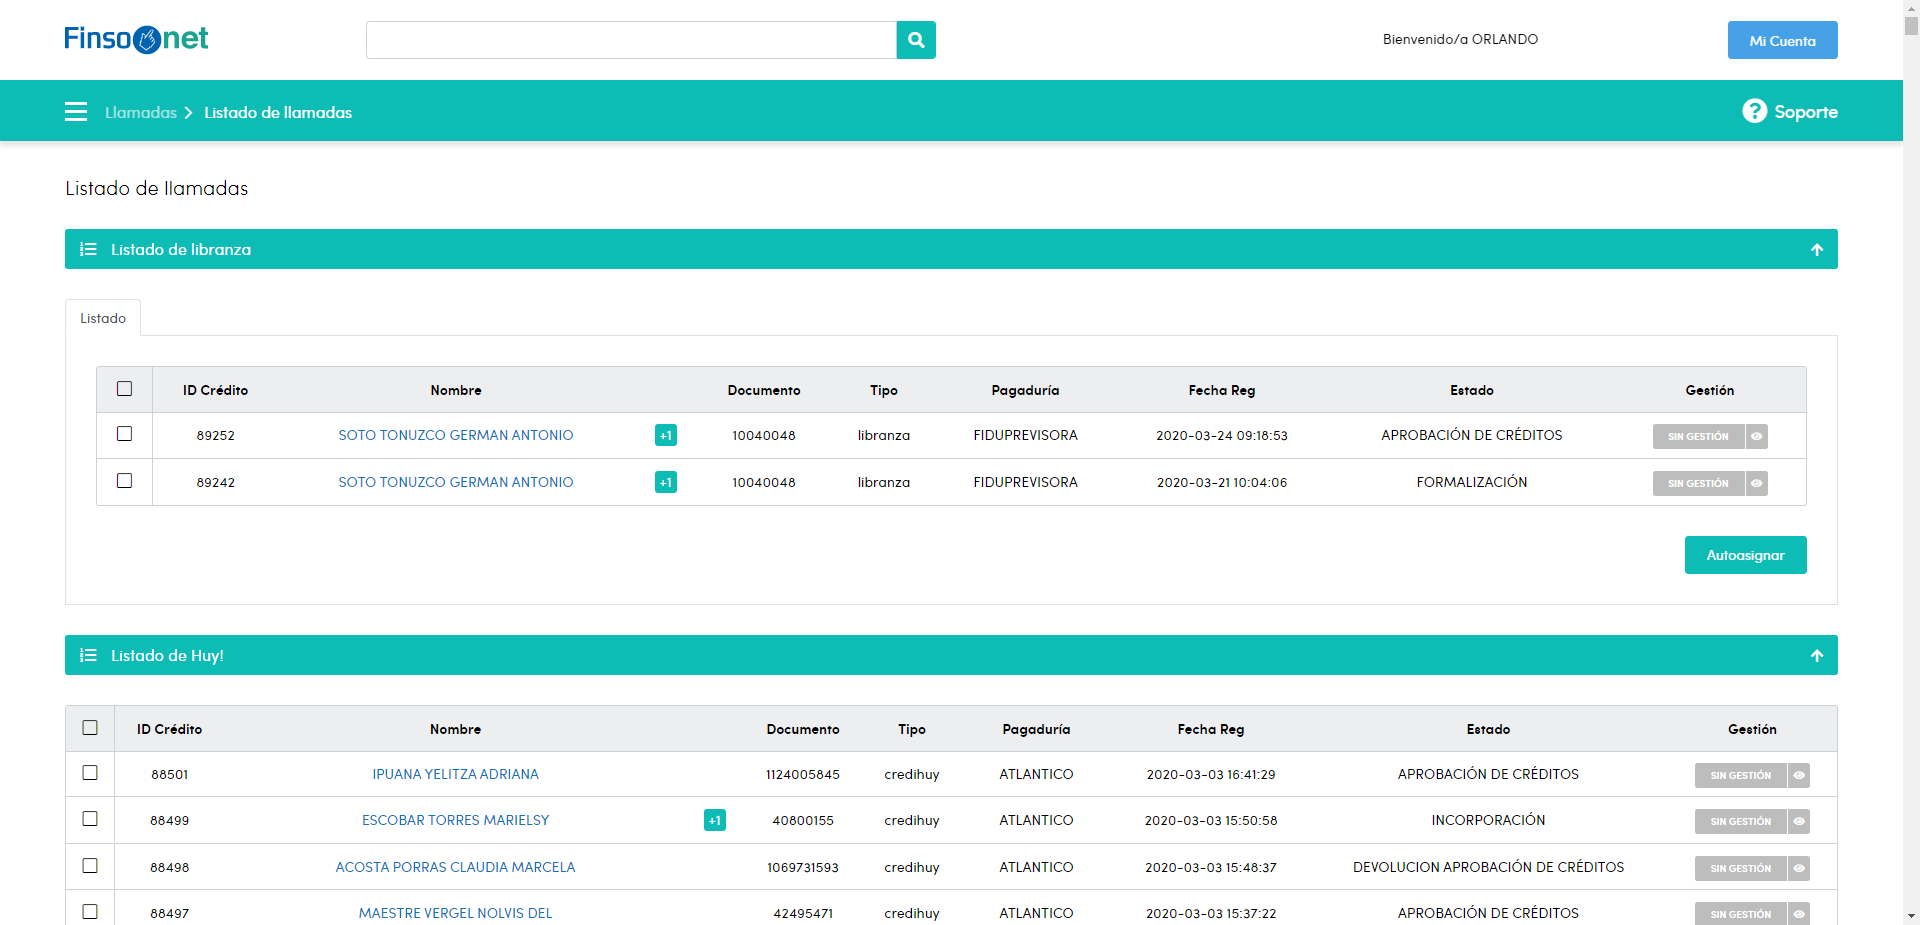 Finsonet
Bienvenido/a ORLANDO
Mi Cuenta
Llamadas Listado de llamadas
Soporte
Listado de llamadas
Listado de libranza
Listado
ID Crédito Nombre Documento Tipo Pagaduría Fecha Reg Estado Gestión
89252 SOTO TONUZCO GERMAN ANTONIO +1 10040048 libranza FIDUPREVISORA 2020-03-24 09:18:53 APROBACIÓN DE CRÉDITOS SIN GESTIÓN
89242 SOTO TONUZCO GERMAN ANTONIO +1 10040048 libranza FIDUPREVISORA 2020-03-21 10:04:06 FORMALIZACIÓN SIN GESTIÓN
Autoasignar
Listado de Huy!
ID Crédito Nombre Documento Tipo Pagaduría Fecha Reg Estado Gestión
88501 IPUANA YELITZA ADRIANA 1124005845 credihuy ATLANTICO 2020-03-03 16:41:29 APROBACIÓN DE CRÉDITOS SIN GESTIÓN
88499 ESCOBAR TORRES MARIELSY +1 40800155 credihuy ATLANTICO 2020-03-03 15:50:58 INCORPORACIÓN SIN GESTIÓN
88498 ACOSTA PORRAS CLAUDIA MARCELA 1069731593 credihuy ATLANTICO 2020-03-03 15:48:37 DEVOLUCION APROBACIÓN DE CRÉDITOS SIN GESTIÓN
88497 MAESTRE VERGEL NOLVIS DEL 42495471 credihuy ATLANTICO 2020-03-03 15:37:22 APROBACIÓN DE CRÉDITOS SIN GESTIÓN